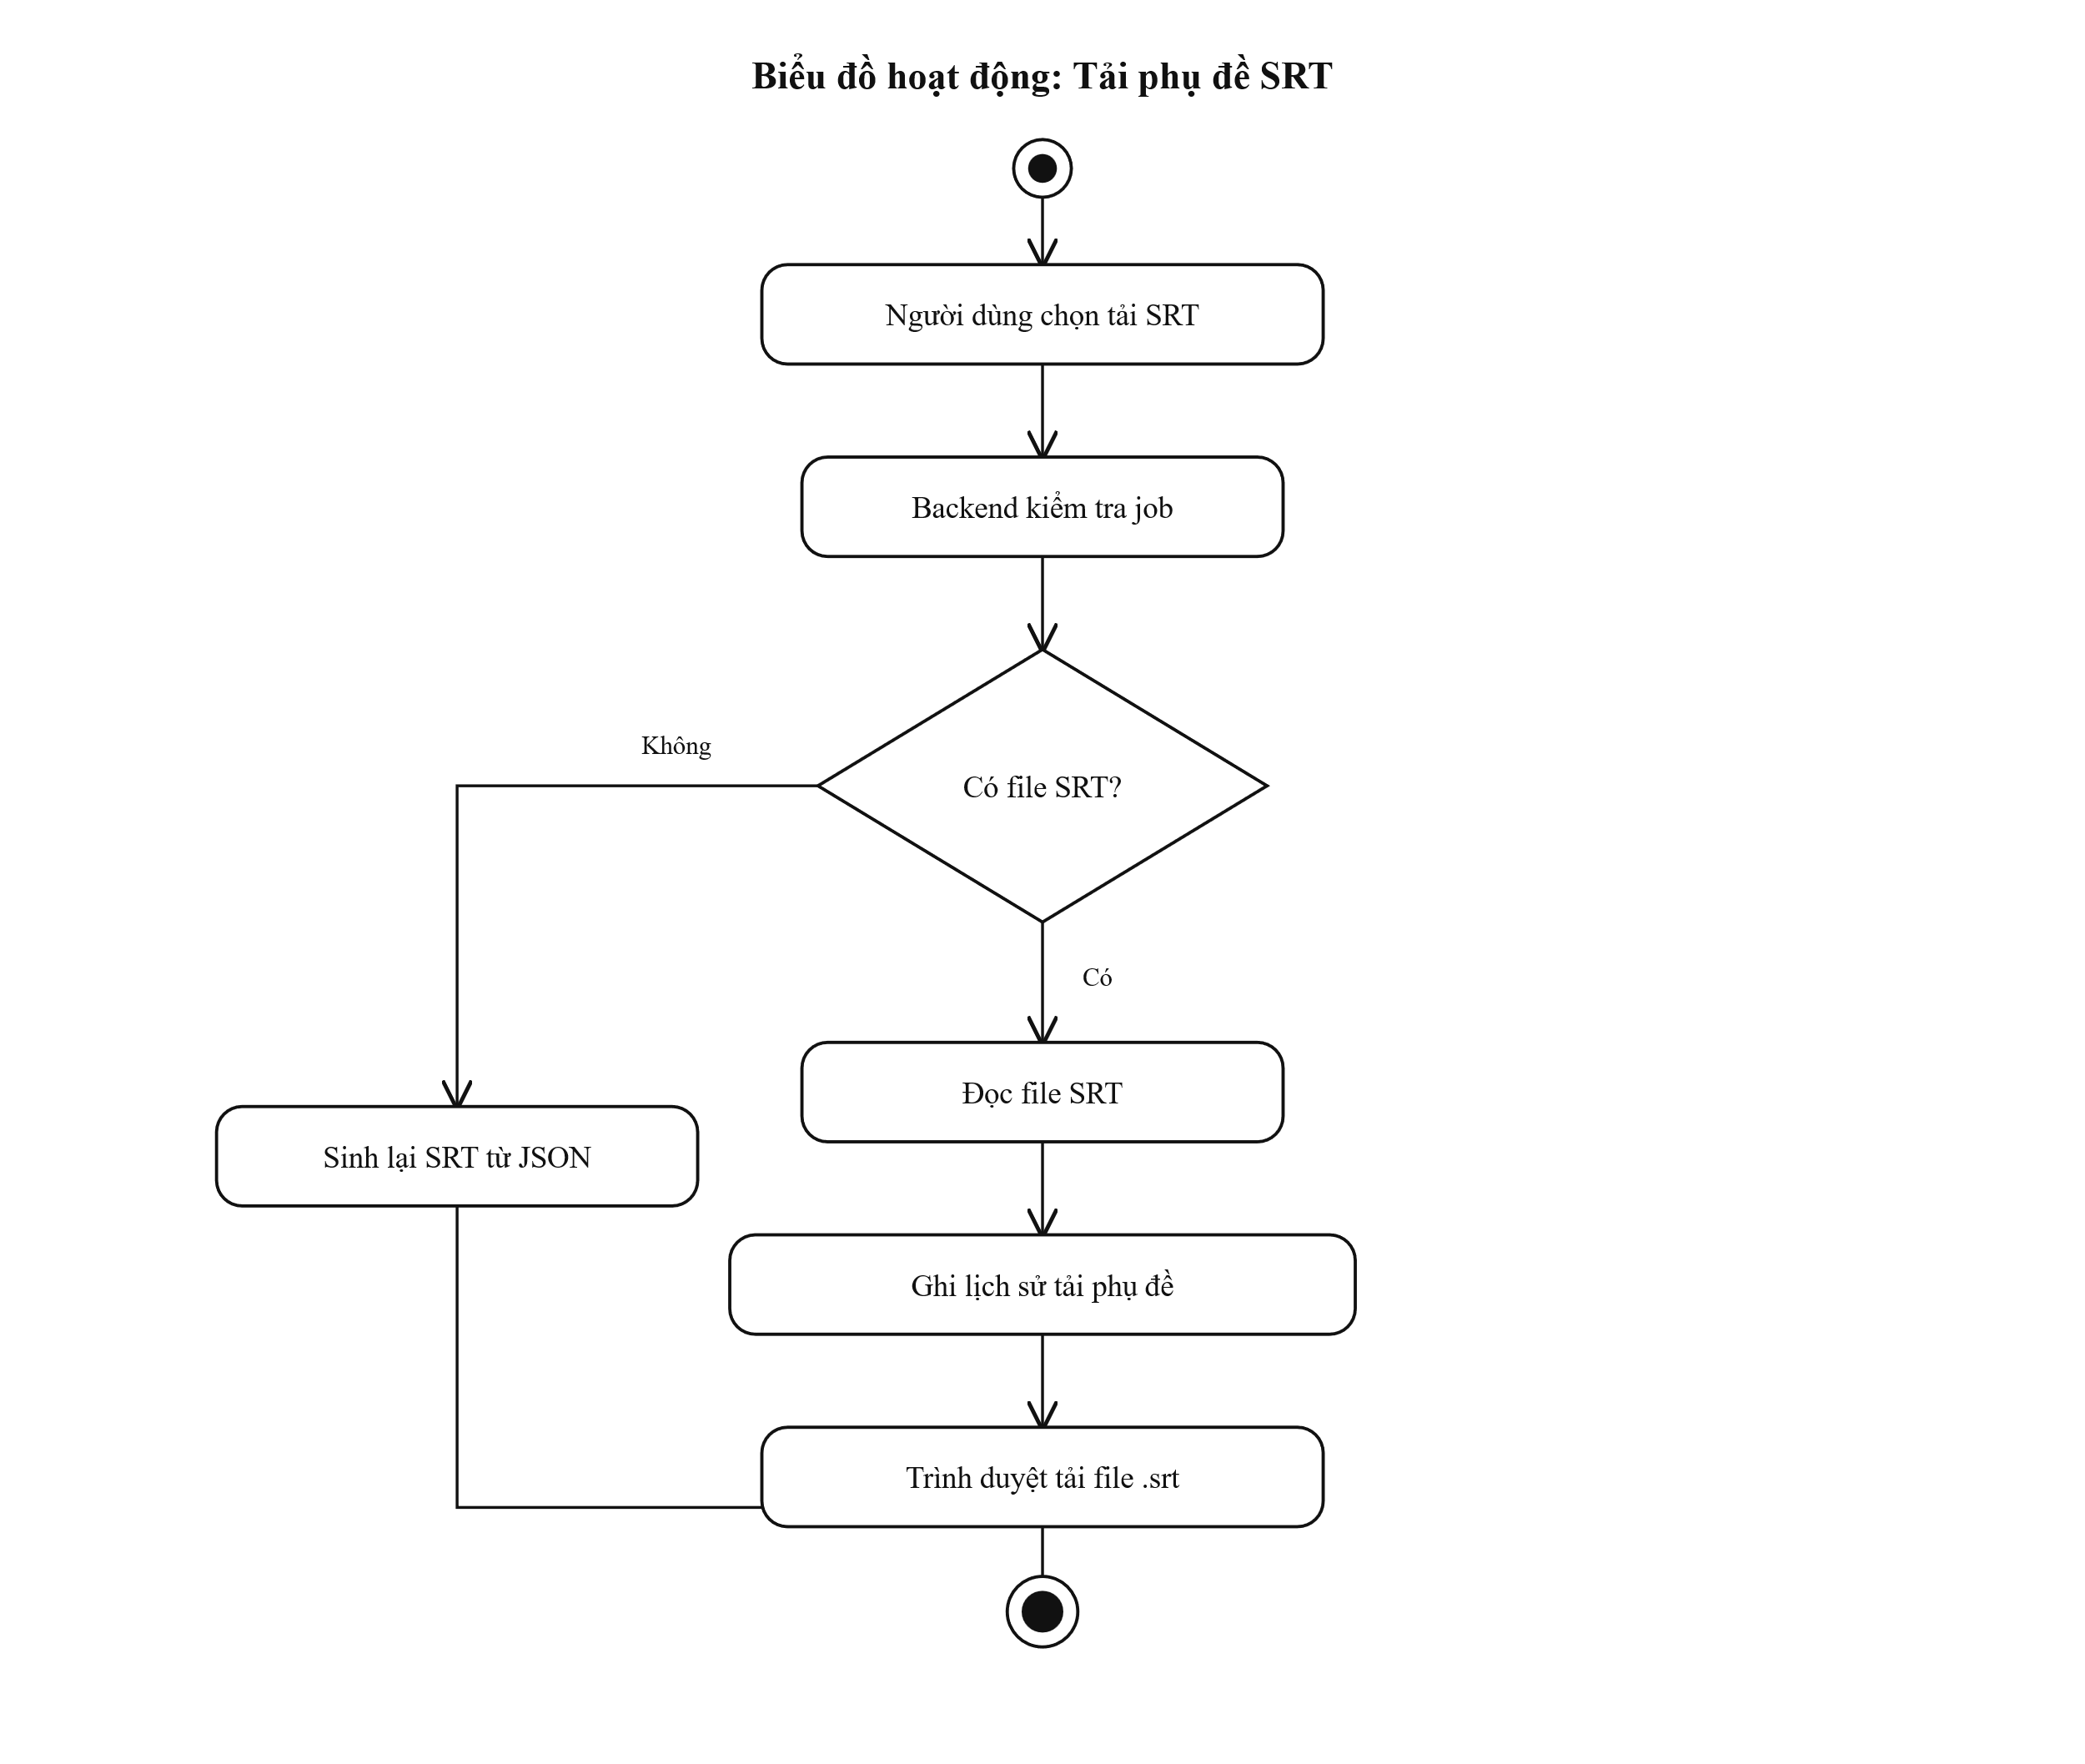 Biểu đồ hoạt động: Tải phụ đề SRT
Người dùng chọn tải SRT
Backend kiểm tra job
Không
Có file SRT?
Có
Đọc file SRT
Sinh lại SRT từ JSON
Ghi lịch sử tải phụ đề
Trình duyệt tải file .srt